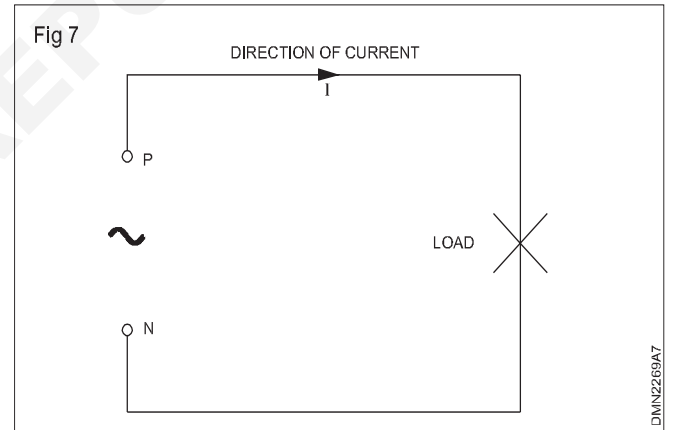 Fig 7
DIRECTION OF CURRENT
I
P
LOAD
N
DMN2269A7